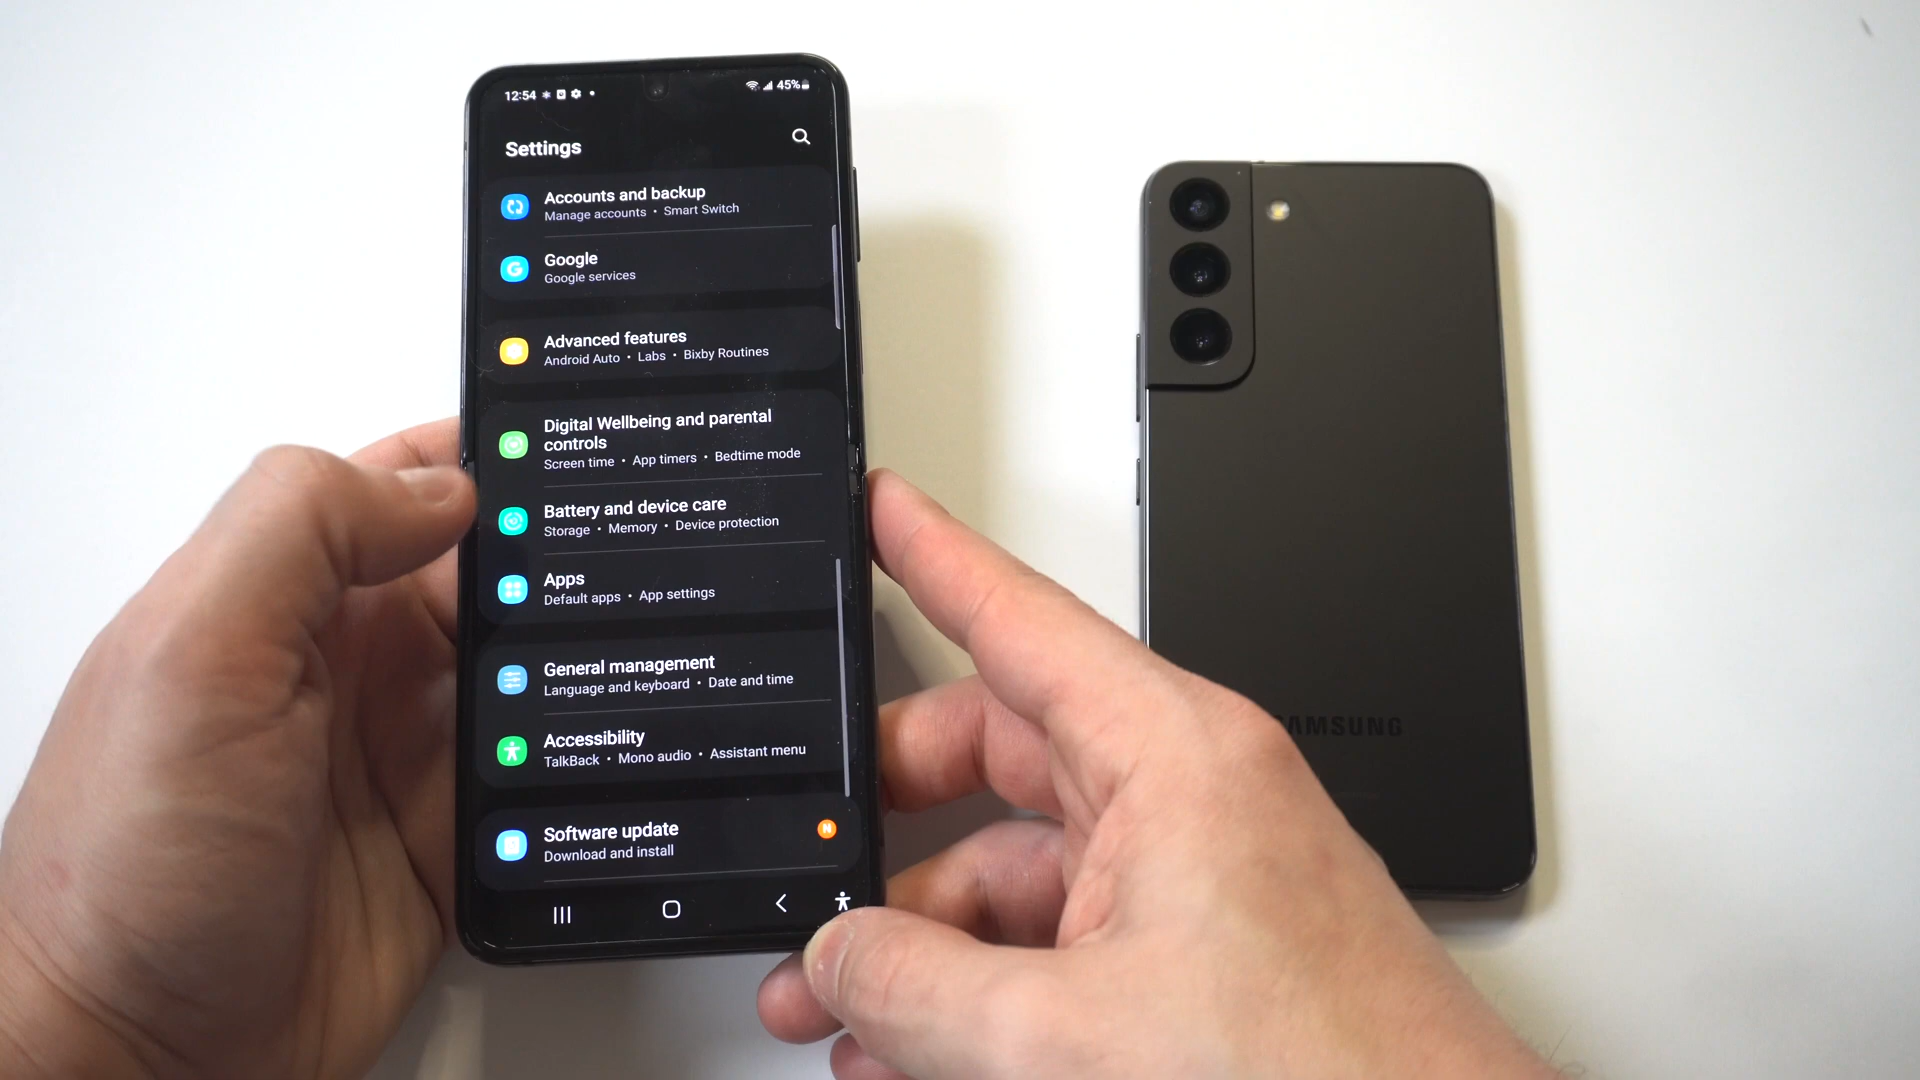 12:54
45%
Settings
Accounts and backup
Manage accounts • Smart Switch
Google
Google services
Advanced features
Android Auto • Labs • Bixby Routines
Digital Wellbeing and parental
controls
Screen time • App timers • Bedtime mode
Battery and device care
Storage • Memory • Device protection
Apps
Default apps • App settings
General management
Language and keyboard • Date and time
Accessibility
TalkBack • Mono audio • Assistant menu
Software update
N
Download and install
AMSUNG